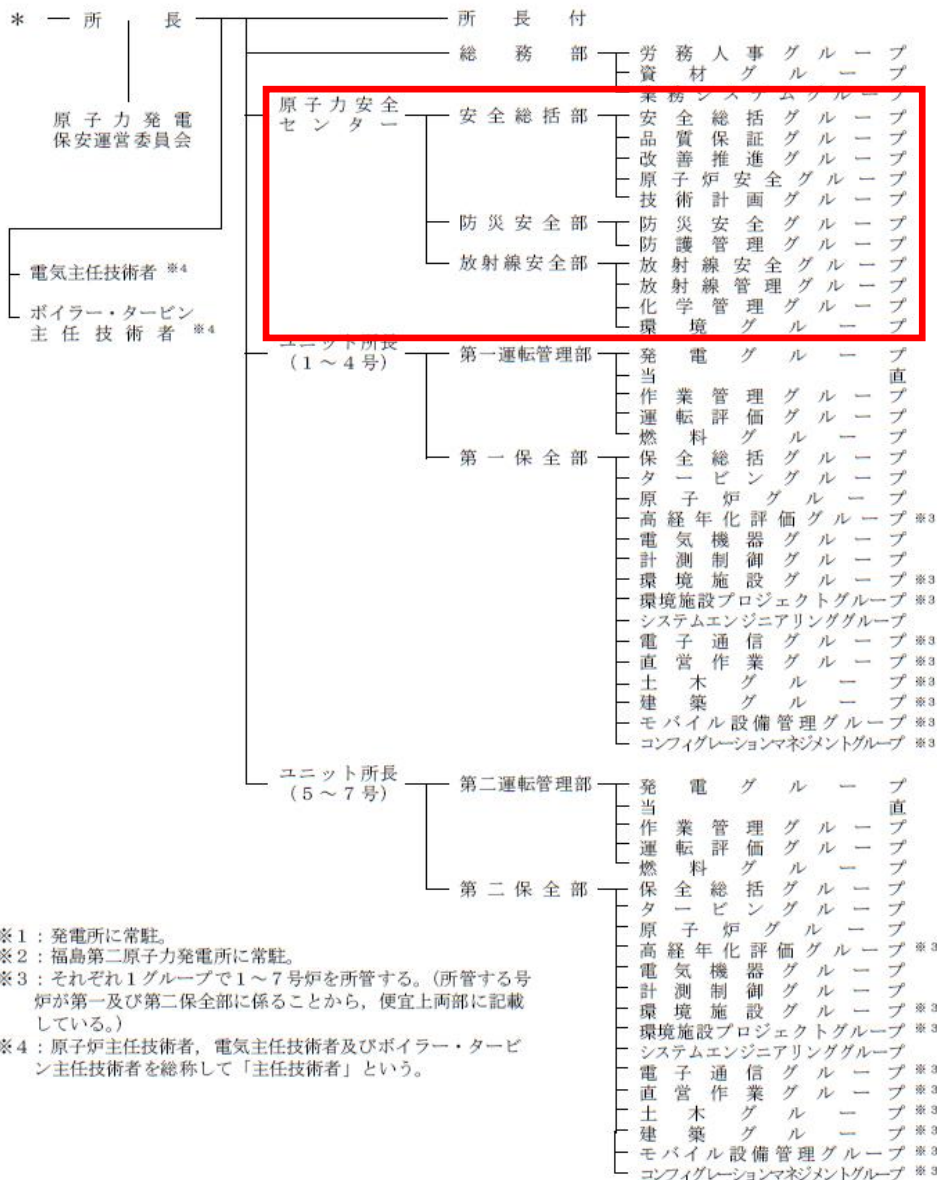 * 所長 所長付
総務部 労務人事グループ
資材グループ
業務システムグループ
原子力発電
保安運営委員会
原子力安全
センター
安全総括部 安全総括グループ
品質保証グループ
改善推進グループ
原子炉安全グループ
技術計画グループ
防災安全部 防災安全グループ
防護管理グループ
放射線安全部 放射線安全グループ
放射線管理グループ
化学管理グループ
環境グループ
電気主任技術者 ※4
ボイラー・タービン
主任技術者 ※4
ユニット所長
(1~4号)
第一運転管理部 発電グループ
当直
作業管理グループ
運転評価グループ
燃料グループ
第一保全部 保全総括グループ
タービングループ
原子炉グループ
高経年化評価グループ ※3
電気機器グループ
計測制御グループ
環境施設グループ ※3
環境施設プロジェクトグループ ※3
システムエンジニアリンググループ
電子通信グループ ※3
直営作業グループ ※3
土木グループ ※3
建築グループ ※3
モバイル設備管理グループ ※3
コンフィグレーションマネジメントグループ ※3
ユニット所長
(5~7号)
第二運転管理部 発電グループ
当直
作業管理グループ
運転評価グループ
燃料グループ
第二保全部 保全総括グループ
タービングループ
原子炉グループ
高経年化評価グループ ※3
電気機器グループ
計測制御グループ
環境施設グループ ※3
環境施設プロジェクトグループ ※3
システムエンジニアリンググループ
電子通信グループ ※3
直営作業グループ ※3
土木グループ ※3
建築グループ ※3
モバイル設備管理グループ ※3
コンフィグレーションマネジメントグループ ※3
※1:発電所に常駐。
※2:福島第二原子力発電所に常駐。
※3:それぞれ1グループで1~7号炉を所管する。(所管する号
炉が第一及び第二保全部に係ることから,便宜上両部に記載
している。)
※4:原子炉主任技術者,電気主任技術者及びボイラー・タービ
ン主任技術者を総称して「主任技術者」という。